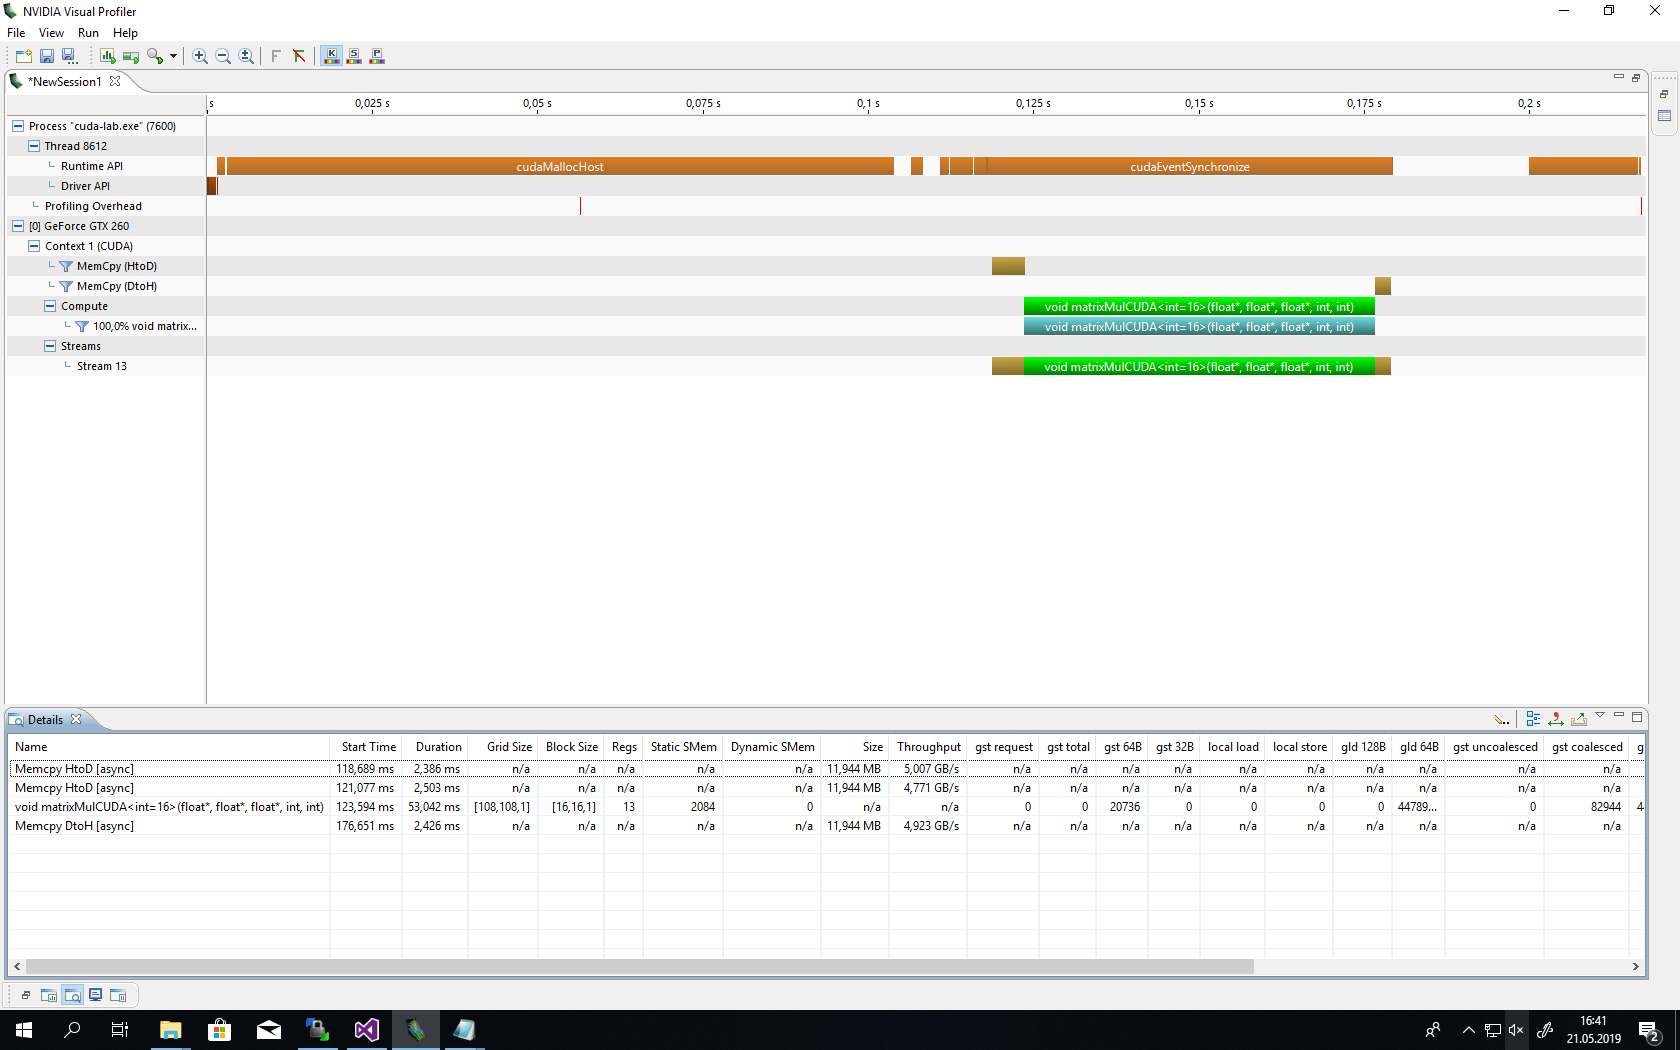 NVIDIA Visual Profiler
File View Run Help
*NewSession1
s 0,025 s 0,05 s 0,075 s 0,1 s 0,125 s 0,15 s 0,175 s 0,2 s
Process "cuda-lab.exe" (7600)
Thread 8612
Runtime API cudaMallocHost cudaEventSynchronize
Driver API
Profiling Overhead
[0] GeForce GTX 260
Context 1 (CUDA)
MemCpy (HtoD)
MemCpy (DtoH)
Compute void matrixMulCUDA<int=16>(float*, float*, float*, int, int)
100,0% void matrix... void matrixMulCUDA<int=16>(float*, float*, float*, int, int)
Streams
Stream 13 void matrixMulCUDA<int=16>(float*, float*, float*, int, int)
Details
Name Start Time Duration Grid Size Block Size Regs Static SMem Dynamic SMem Size Throughput gst request gst total gst 64B gst 32B local load local store gld 128B gld 64B gst uncoalesced gst coalesced g
Memcpy HtoD [async] 118,689 ms 2,386 ms n/a n/a n/a n/a n/a 11,944 MB 5,007 GB/s n/a n/a n/a n/a n/a n/a n/a n/a n/a n/a
Memcpy HtoD [async] 121,077 ms 2,503 ms n/a n/a n/a n/a n/a 11,944 MB 4,771 GB/s n/a n/a n/a n/a n/a n/a n/a n/a n/a n/a
void matrixMulCUDA<int=16>(float*, float*, float*, int, int) 123,594 ms 53,042 ms [108,108,1] [16,16,1] 13 2084 0 n/a n/a 0 0 20736 0 0 0 0 44789... 0 82944 4
Memcpy DtoH [async] 176,651 ms 2,426 ms n/a n/a n/a n/a n/a 11,944 MB 4,923 GB/s n/a n/a n/a n/a n/a n/a n/a n/a n/a n/a
16:41
21.05.2019
2